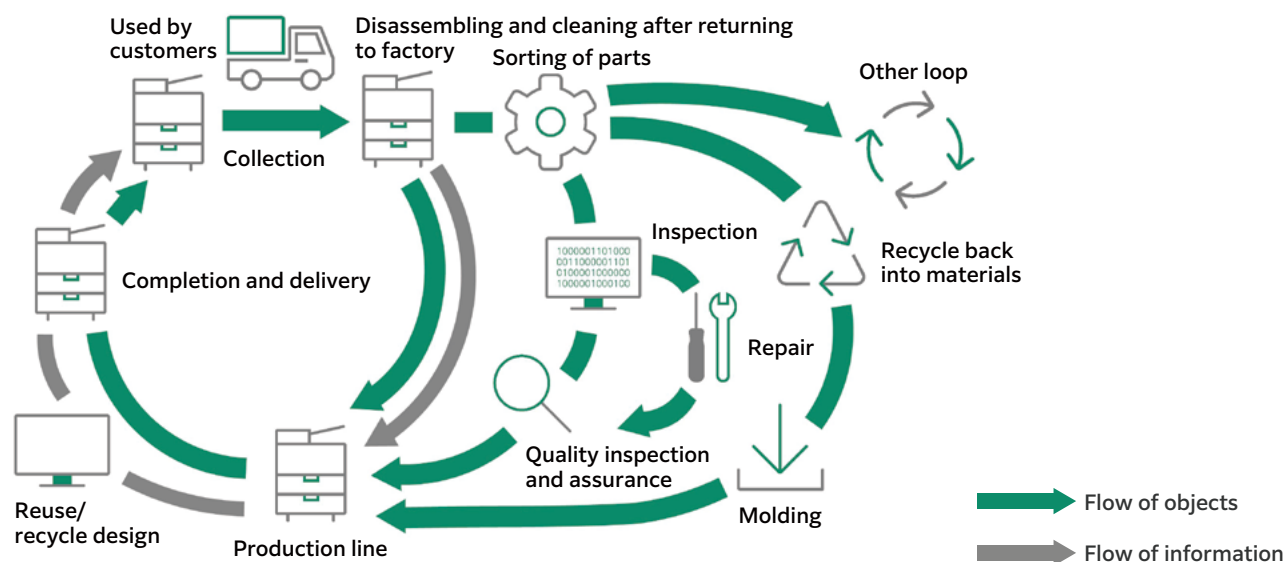 Used by
customers
Disassembling and cleaning after returning
to factory
Sorting of parts
Other loop
Collection
Inspection
1000001101000
0011000001101
0100001000000
1000001000100
Recycle back
into materials
Completion and delivery
Repair
Quality inspection
and assurance
Molding
Reuse/
recycle design
Production line
Flow of objects
Flow of information